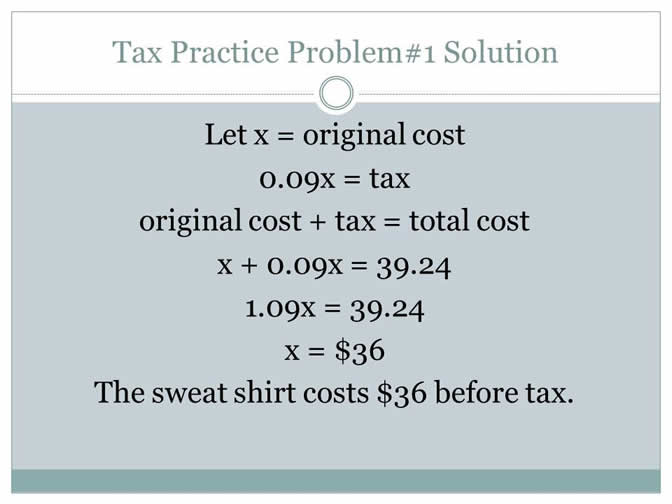 Tax Practice Problem#1 Solution
Let x = original cost
0.09x = tax
original cost + tax = total cost
x + 0.09x = 39.24
1.09x = 39.24
x = $36
The sweat shirt costs $36 before tax.